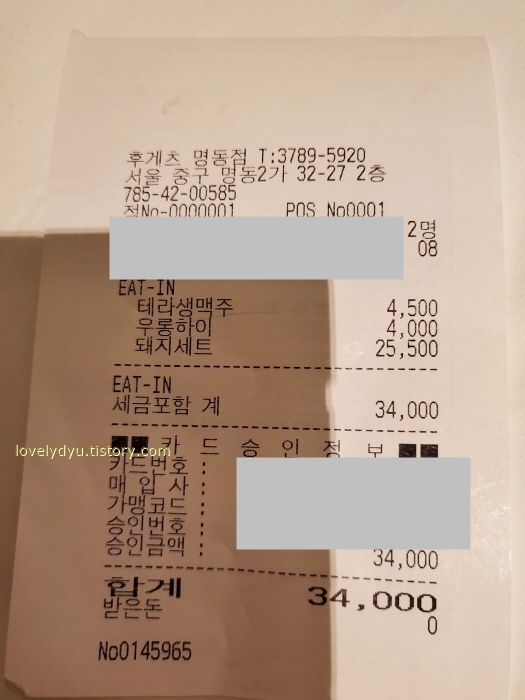 후게츠 명동점 T:3789-5920
서울 중구 명동2가 32-27 2층
785-42-00585
점No-0000001 POS No0001
2명
08
EAT-IN
테라생맥주 4,500
우롱하이 4,000
돼지세트 25,500
EAT-IN
세금포함 계 34,000
■■ 카 드 승 인 정 보 ■■
lovelydyu.tistory.com
카드번호 :
매 입 사 :
가맹코드 :
승인번호 :
승인금액 : 34,000
합계 34,000
받은돈 0
No0145965